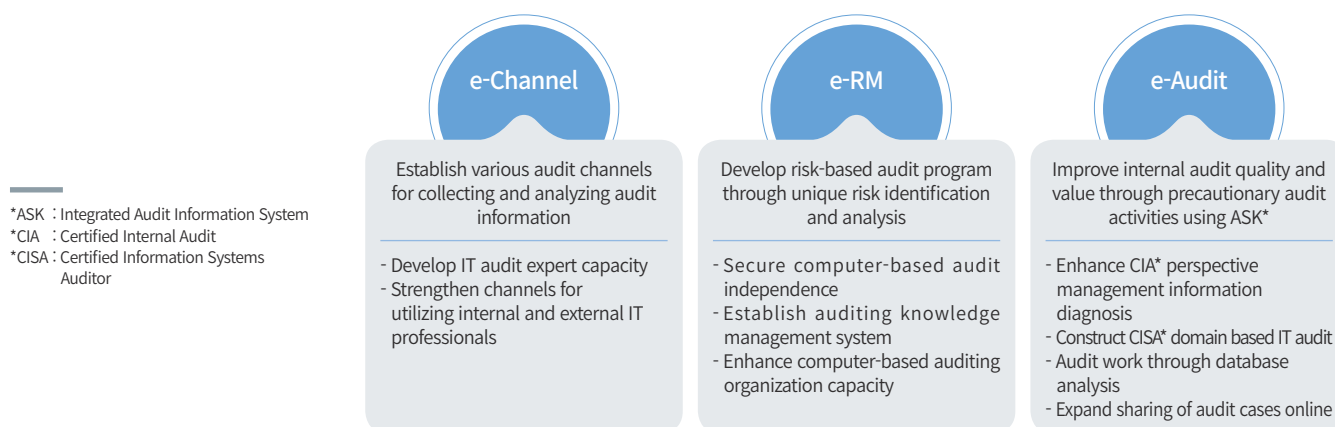 e-Channel
Establish various audit channels
for collecting and analyzing audit
information
- Develop IT audit expert capacity
- Strengthen channels for
utilizing internal and external IT
professionals
e-RM
Develop risk-based audit program
through unique risk identification
and analysis
- Secure computer-based audit
independence
- Establish auditing knowledge
management system
- Enhance computer-based auditing
organization capacity
e-Audit
Improve internal audit quality and
value through precautionary audit
activities using ASK*
- Enhance CIA* perspective
management information
diagnosis
- Construct CISA* domain based IT audit
- Audit work through database
analysis
- Expand sharing of audit cases online
*ASK : Integrated Audit Information System
*CIA : Certified Internal Audit
*CISA : Certified Information Systems
Auditor